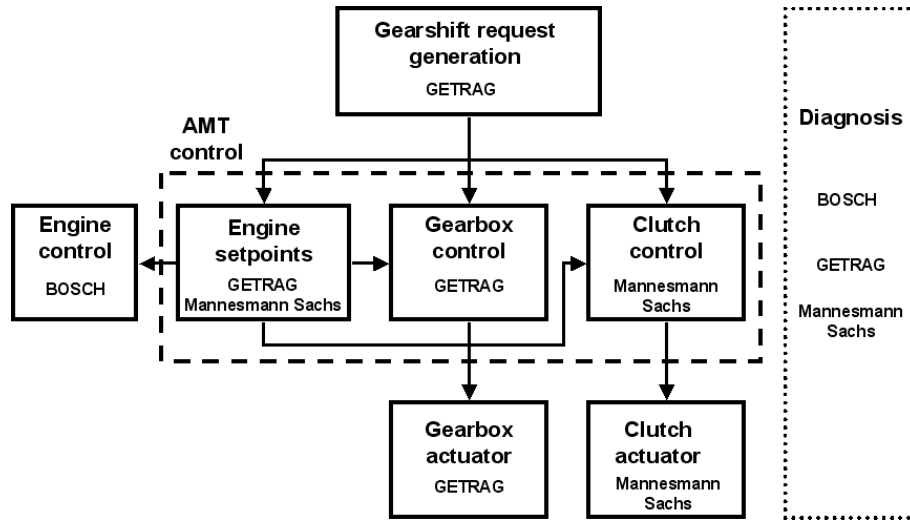 Gearshift request
generation
GETRAG
AMT
control
Diagnosis
BOSCH
GETRAG
Mannesmann
Sachs
Engine
control
BOSCH
Engine
setpoints
GETRAG
Mannesmann Sachs
Gearbox
control
GETRAG
Clutch
control
Mannesmann
Sachs
Gearbox
actuator
GETRAG
Clutch
actuator
Mannesmann
Sachs